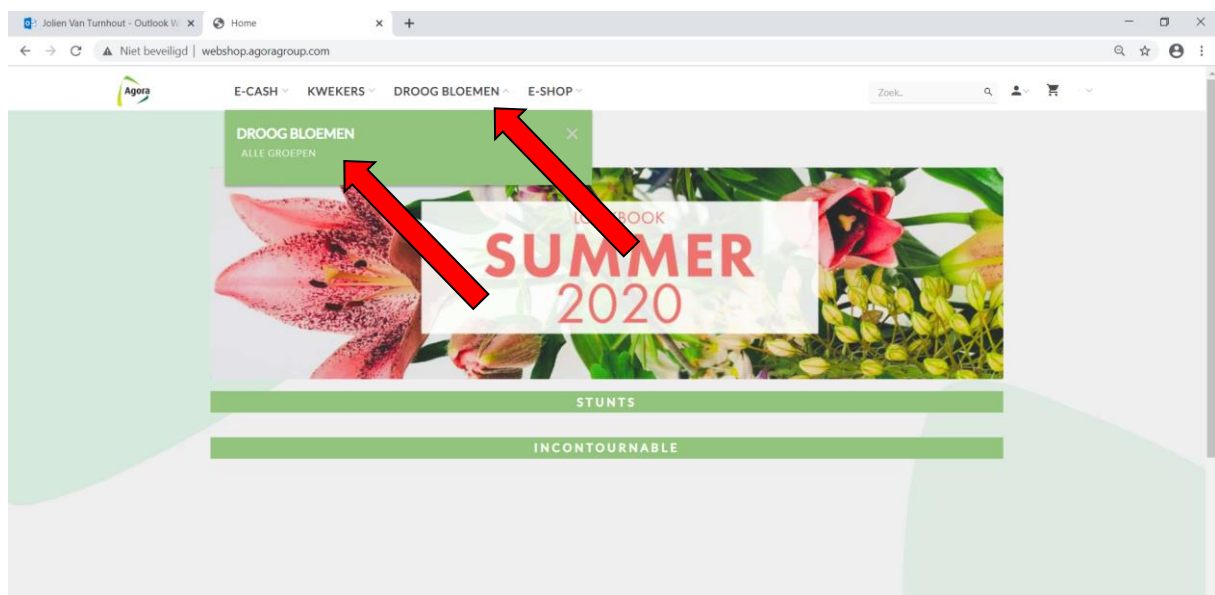 Jolien Van Turnhout - Outlook W
Home
Niet beveiligd | webshop.agoragroup.com
Agora
E-CASH KWEKERS DROOG BLOEMEN E-SHOP
Zoek..
DROOG BLOEMEN
ALLE GROEPEN
SUMMER
2020
STUNTS
INCONTOURNABLE